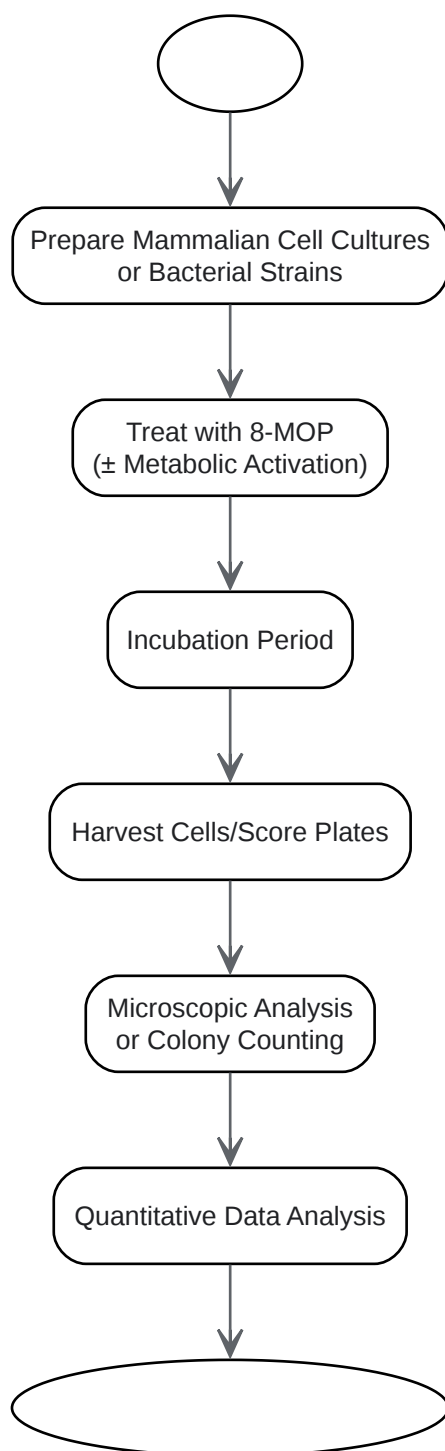 Prepare Mammalian Cell Cultures
or Bacterial Strains
Treat with 8-MOP
(± Metabolic Activation)
Incubation Period
Harvest Cells/Score Plates
Microscopic Analysis
or Colony Counting
Quantitative Data Analysis